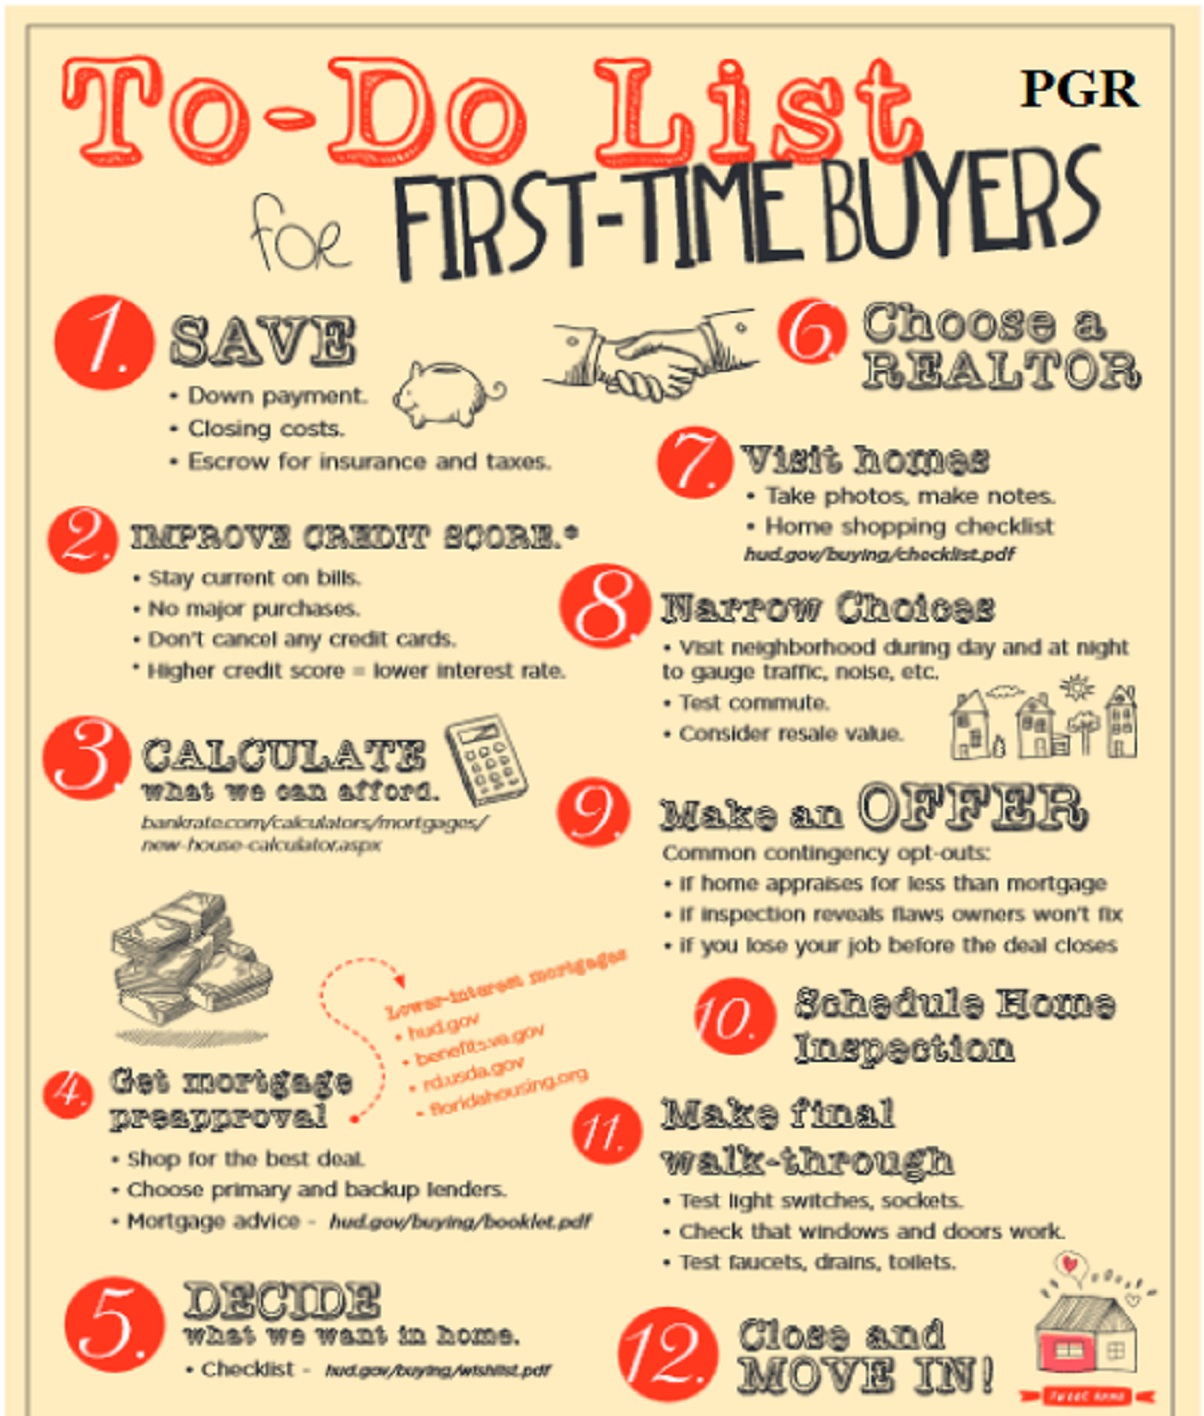 To-Do List
PGR
for FIRST-TIME BUYERS
1. SAVE
• Down payment.
• Closing costs.
• Escrow for insurance and taxes.
2. IMPROVE CREDIT SCORE.*
• Stay current on bills.
• No major purchases.
• Don't cancel any credit cards.
* Higher credit score = lower interest rate.
3. CALCULATE
what we can afford.
bankrate.com/calculators/mortgages/
new-house-calculator.aspx
Lower-interest mortgages
• hud.gov
• benefits.va.gov
• rd.usda.gov
• floridahousing.org
4. Get mortgage
preapproval
• Shop for the best deal.
• Choose primary and backup lenders.
• Mortgage advice - hud.gov/buying/booklet.pdf
5. DECIDE
what we want in home.
• Checklist - hud.gov/buying/wishlist.pdf
6. Choose a
REALTOR
7. Visit homes
• Take photos, make notes.
• Home shopping checklist
hud.gov/buying/checklist.pdf
8. Narrow Choices
• Visit neighborhood during day and at night
to gauge traffic, noise, etc.
• Test commute.
• Consider resale value.
9. Make an OFFER
Common contingency opt-outs:
• if home appraises for less than mortgage
• if inspection reveals flaws owners won't fix
• if you lose your job before the deal closes
10. Schedule Home
Inspection
11. Make final
walk-through
• Test light switches, sockets.
• Check that windows and doors work.
• Test faucets, drains, toilets.
12. Close and
MOVE IN!